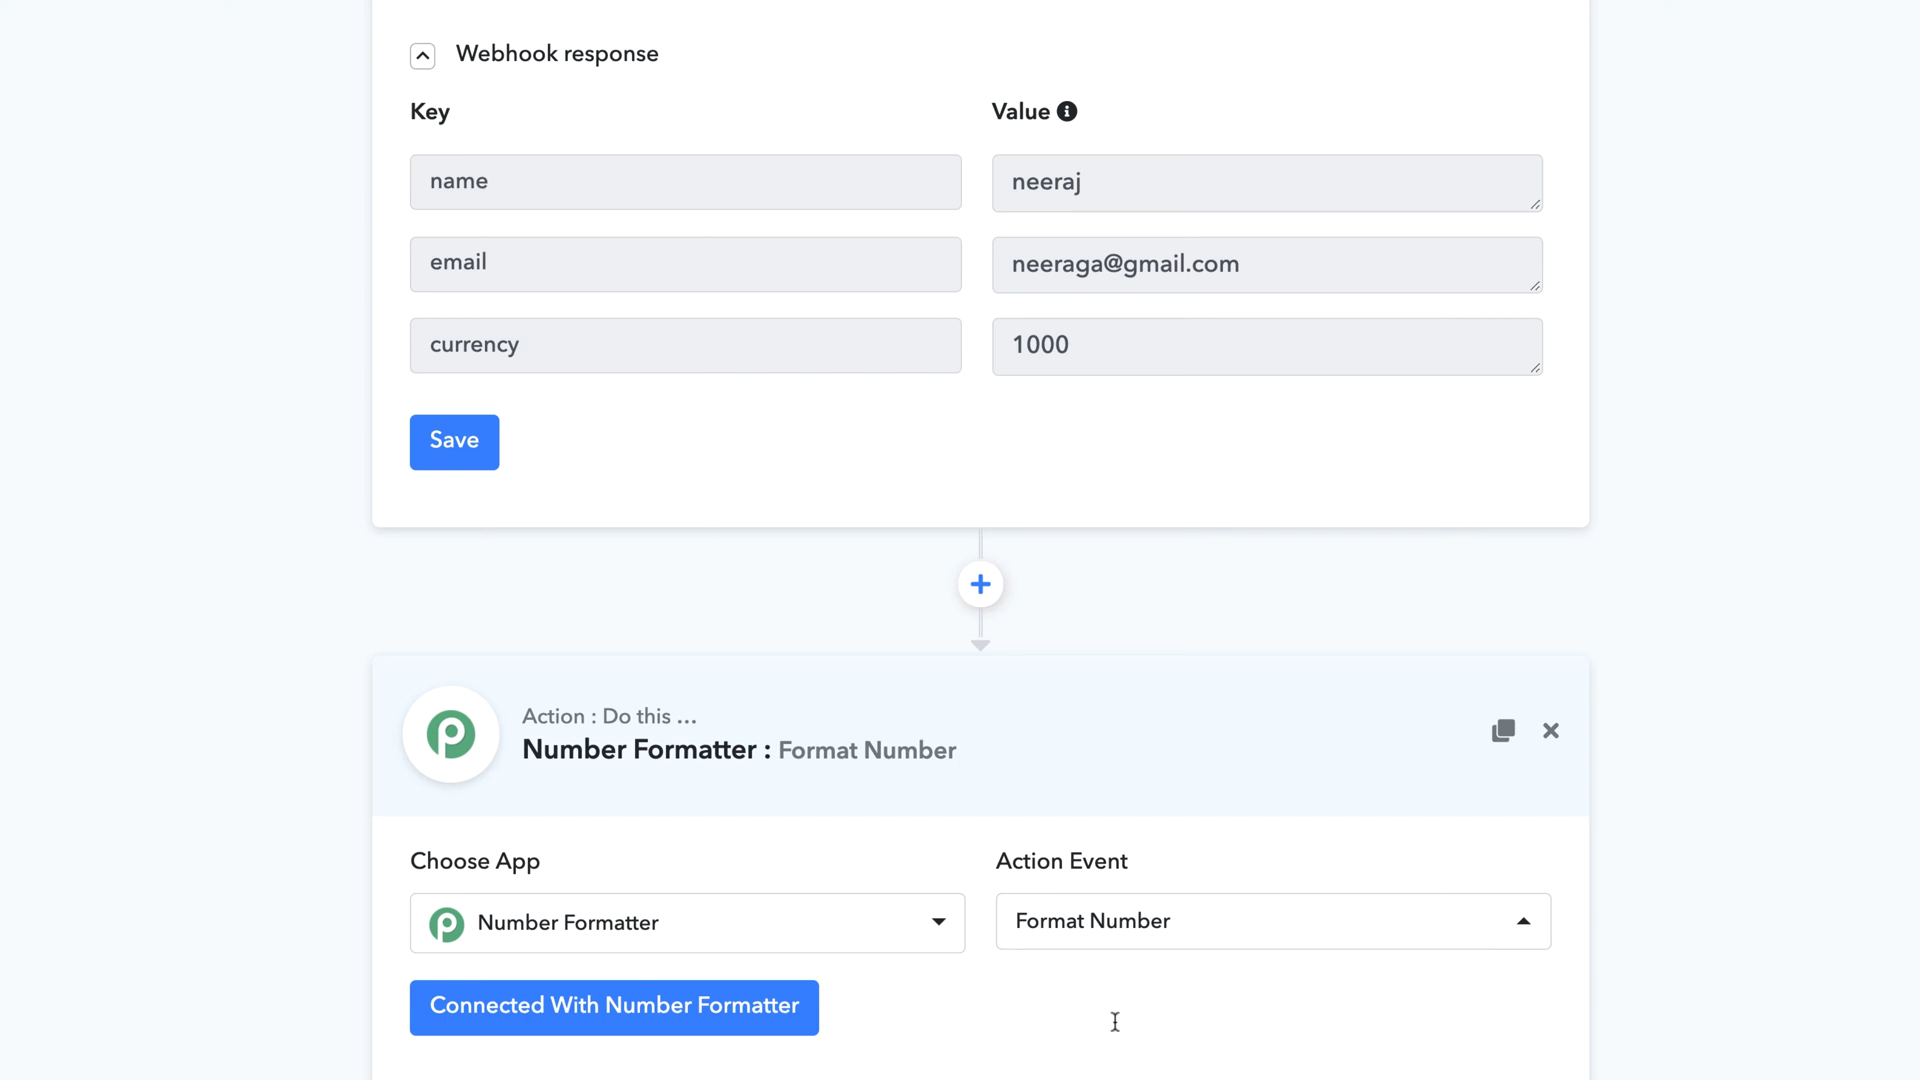 Webhook response
Key
Value
name
neeraj
email
neeraga@gmail.com
currency
1000
Save
Action : Do this ...
Number Formatter : Format Number
Choose App
Action Event
Number Formatter
Format Number
Connected With Number Formatter